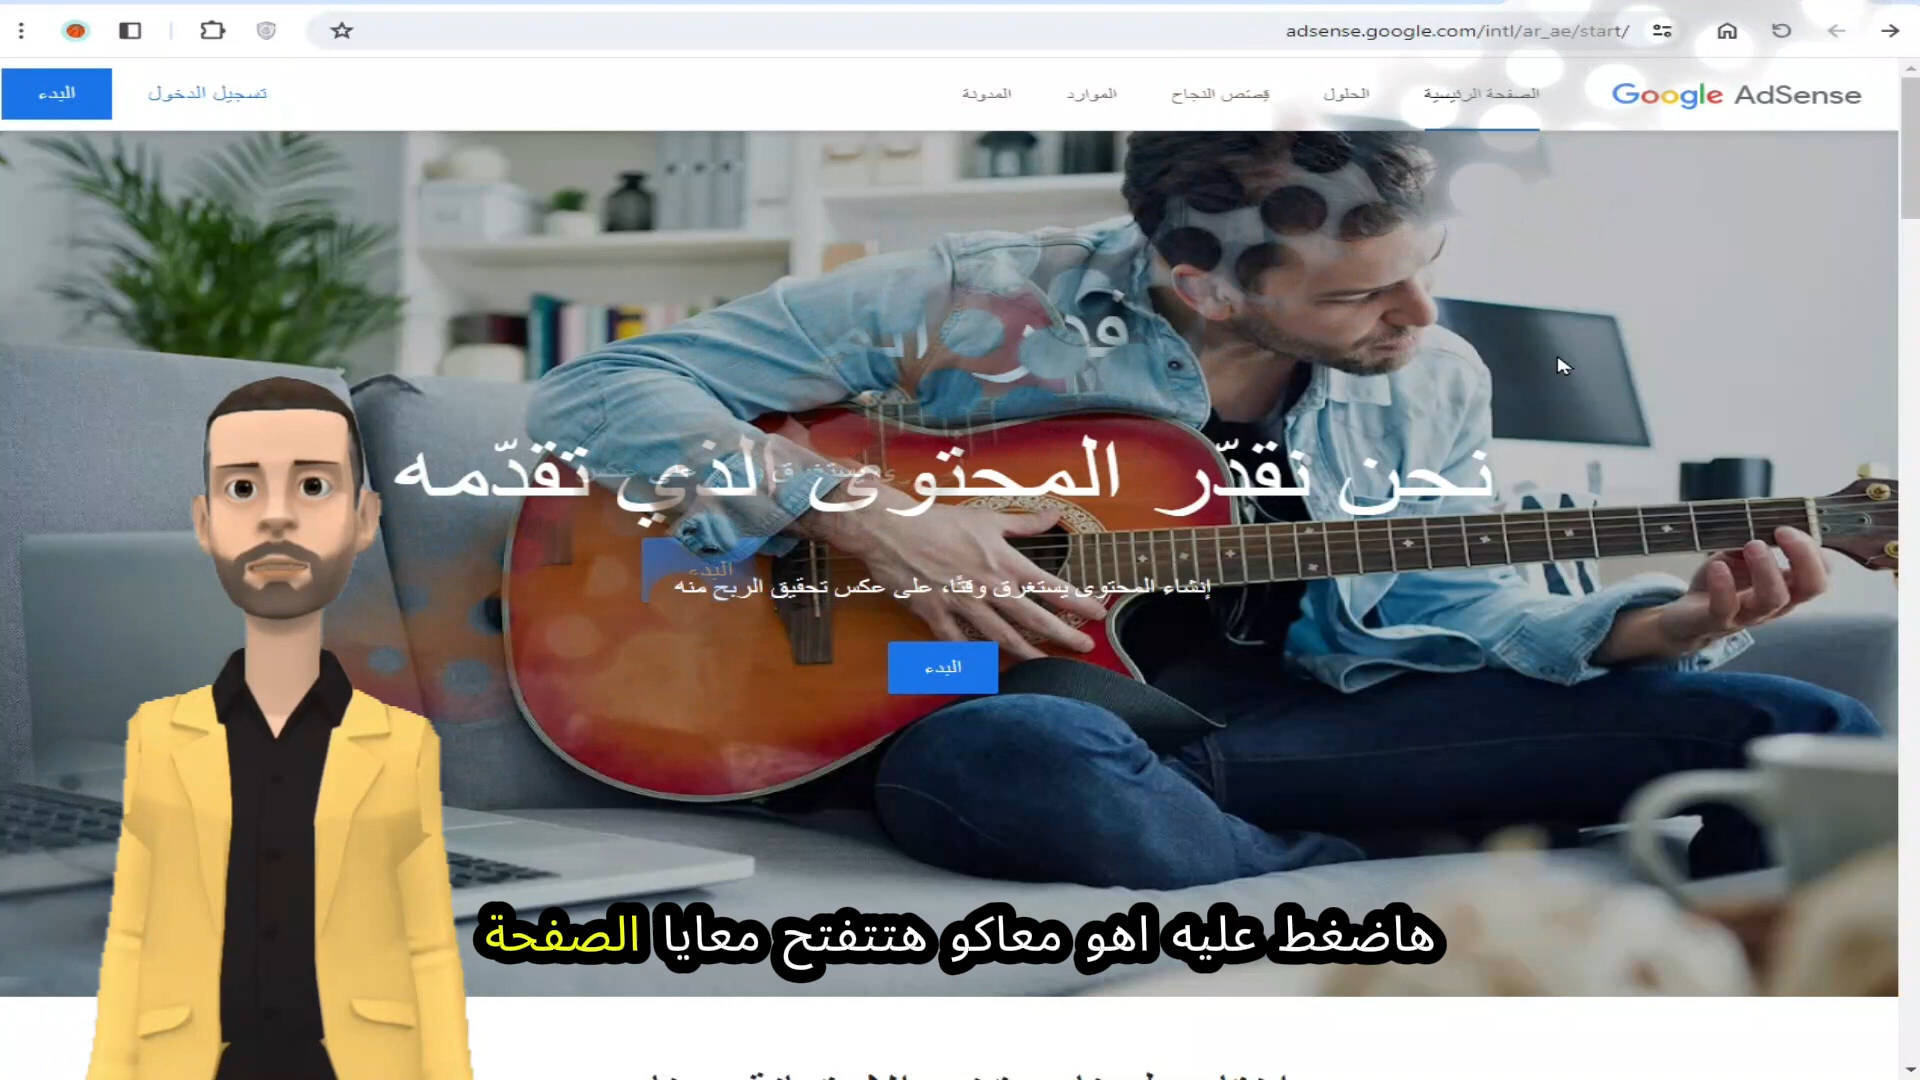 adsense.google.com/intl/ar_ae/start/
Google AdSense
الصفحة الرئيسية
الحلول
قصص النجاح
الموارد
المدونة
تسجيل الدخول
البدء
نحن نقدّر المحتوى الذي تقدّمه
إنشاء المحتوى يستغرق وقتًا، على عكس تحقيق الربح منه
البدء
البدء
هاضغط عليه اهو معاكو هتتفتح معايا الصفحة